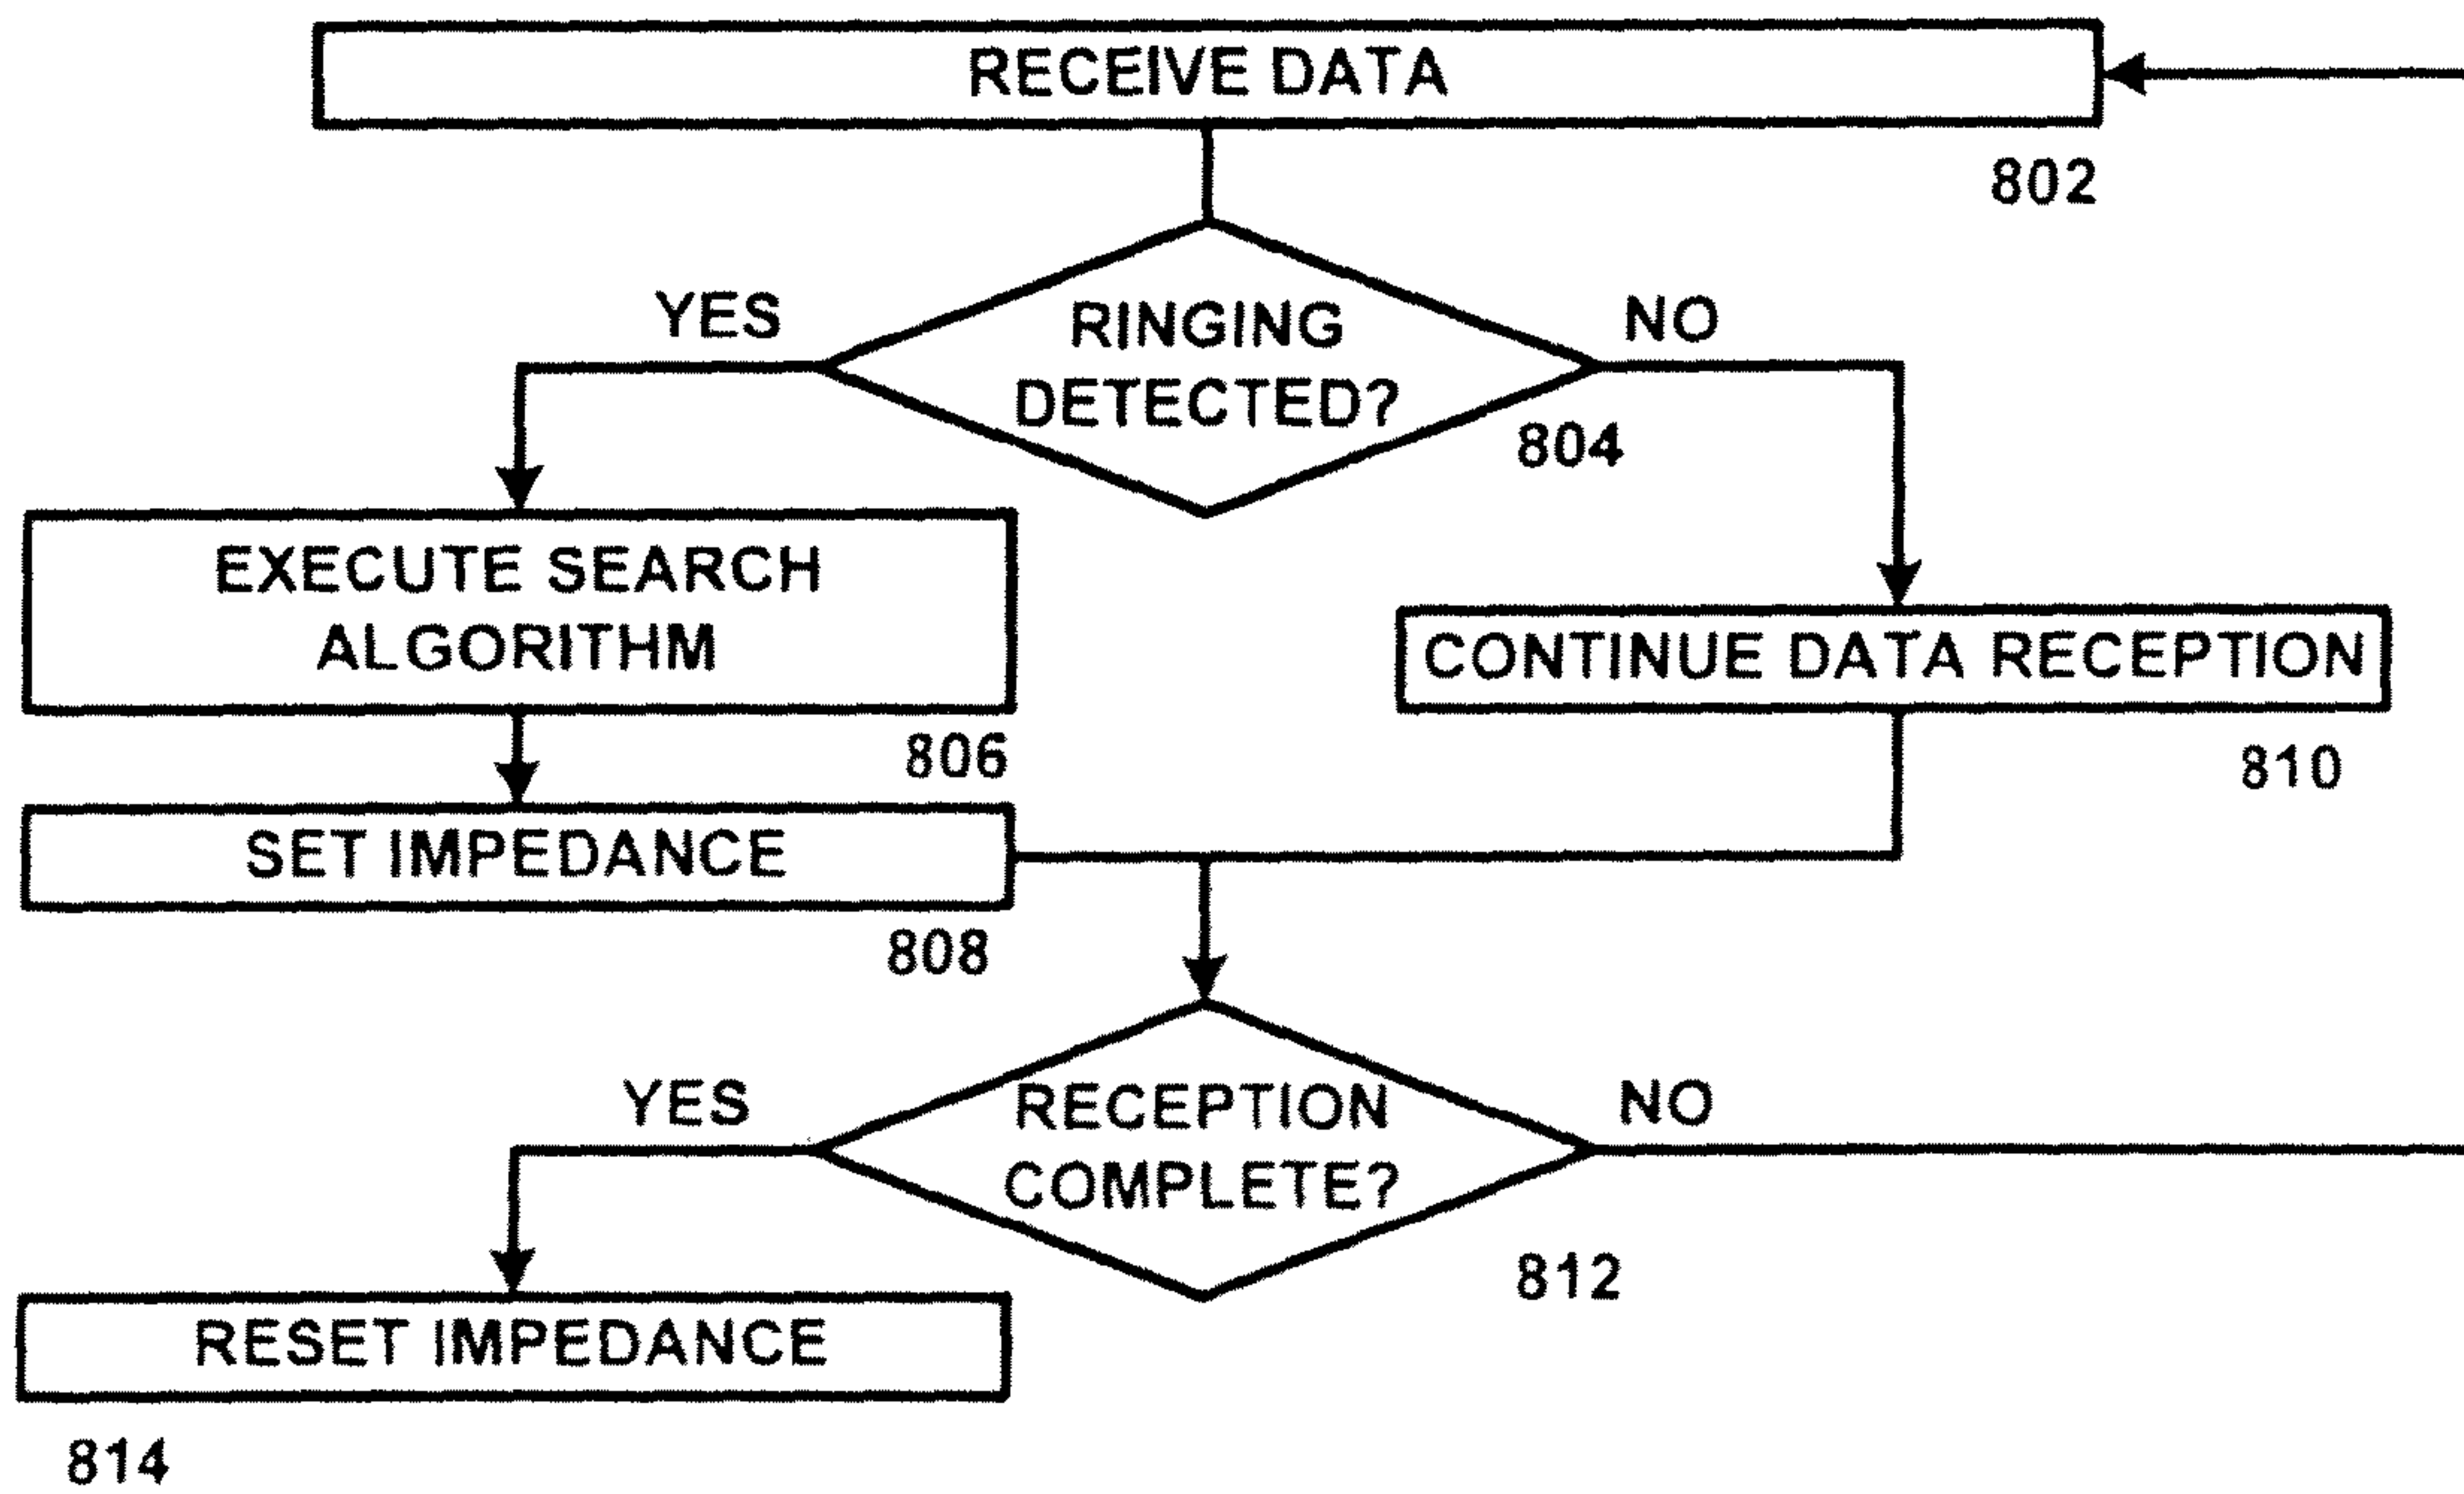 RECEIVE DATA
802
YES
RINGING
DETECTED?
NO
804
EXECUTE SEARCH
ALGORITHM
806
CONTINUE DATA RECEPTION
810
SET IMPEDANCE
808
YES
RECEPTION
COMPLETE?
NO
812
RESET IMPEDANCE
814